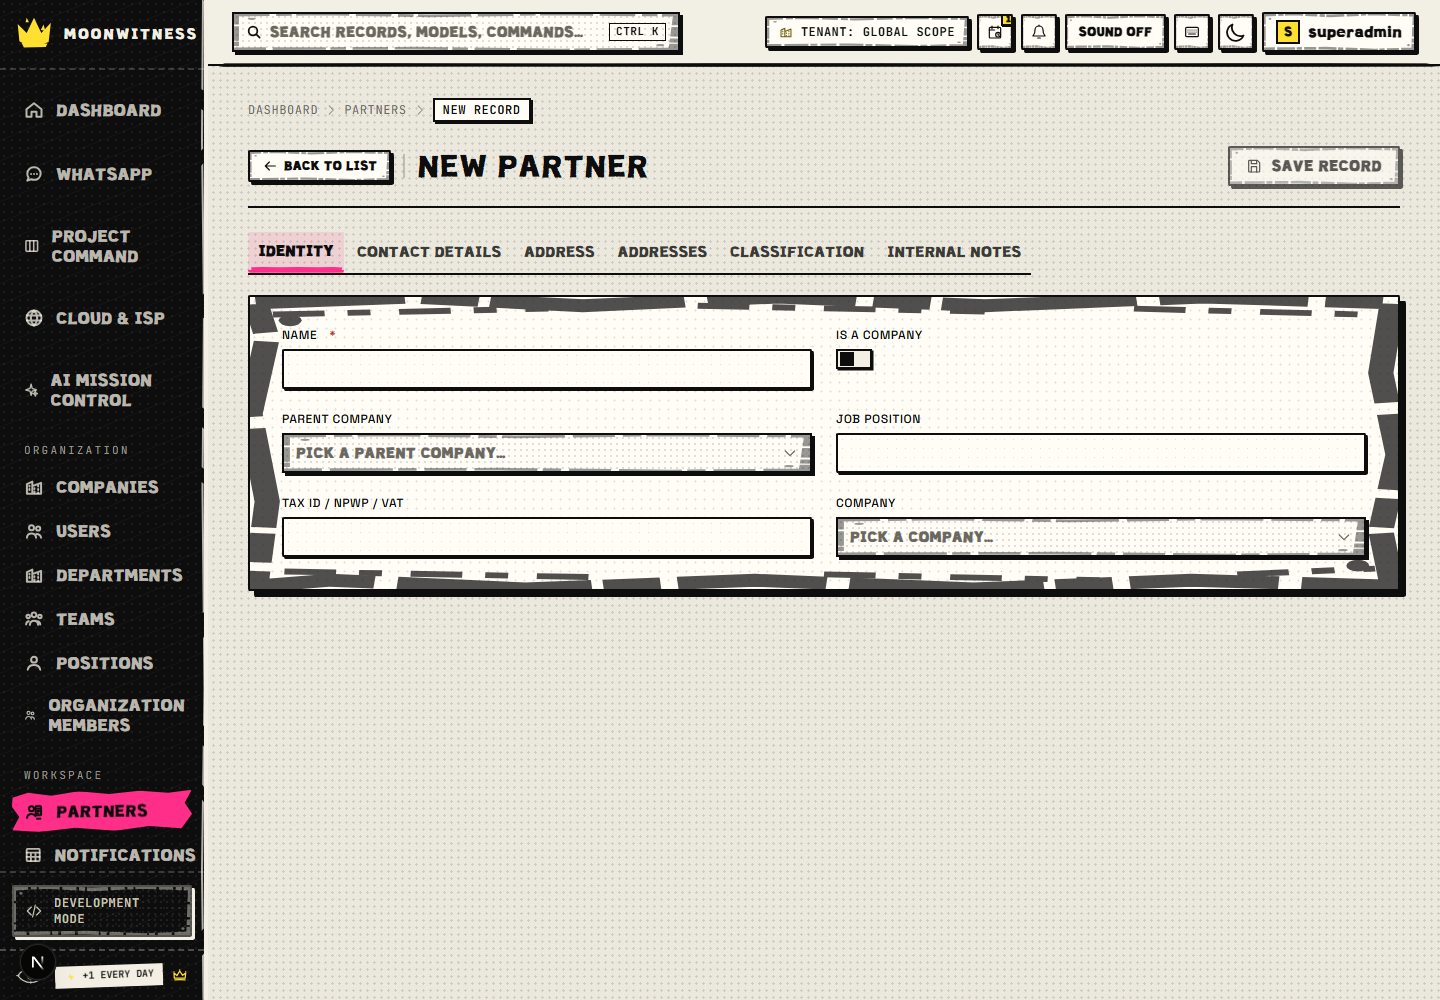 MOONWITNESS
SEARCH RECORDS, MODELS, COMMANDS... CTRL K
TENANT: GLOBAL SCOPE
SOUND OFF
S superadmin
DASHBOARD
WHATSAPP
PROJECT
COMMAND
CLOUD & ISP
AI MISSION
CONTROL
ORGANIZATION
COMPANIES
USERS
DEPARTMENTS
TEAMS
POSITIONS
ORGANIZATION
MEMBERS
WORKSPACE
PARTNERS
NOTIFICATIONS
DEVELOPMENT
MODE
N
+1 EVERY DAY
DASHBOARD > PARTNERS > NEW RECORD
BACK TO LIST
NEW PARTNER
SAVE RECORD
IDENTITY CONTACT DETAILS ADDRESS ADDRESSES CLASSIFICATION INTERNAL NOTES
NAME *
IS A COMPANY
PARENT COMPANY
PICK A PARENT COMPANY...
JOB POSITION
TAX ID / NPWP / VAT
COMPANY
PICK A COMPANY...